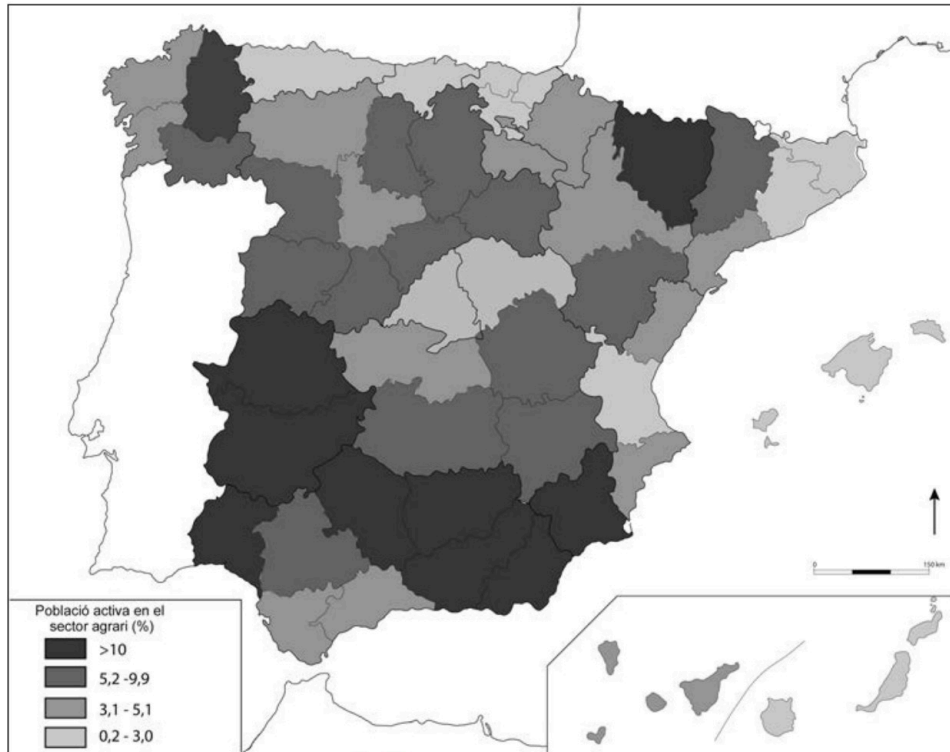 0 150 km
Població activa en el
sector agrari (%)
>10
5,2 -9,9
3,1 - 5,1
0,2 - 3,0